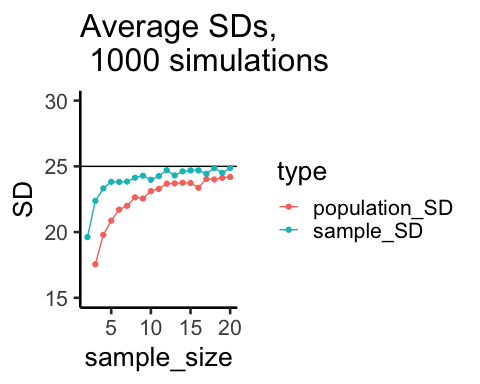 Average SDs,
1000 simulations
30
25
20
15
SD
5 10 15 20
sample_size
type
population_SD
sample_SD